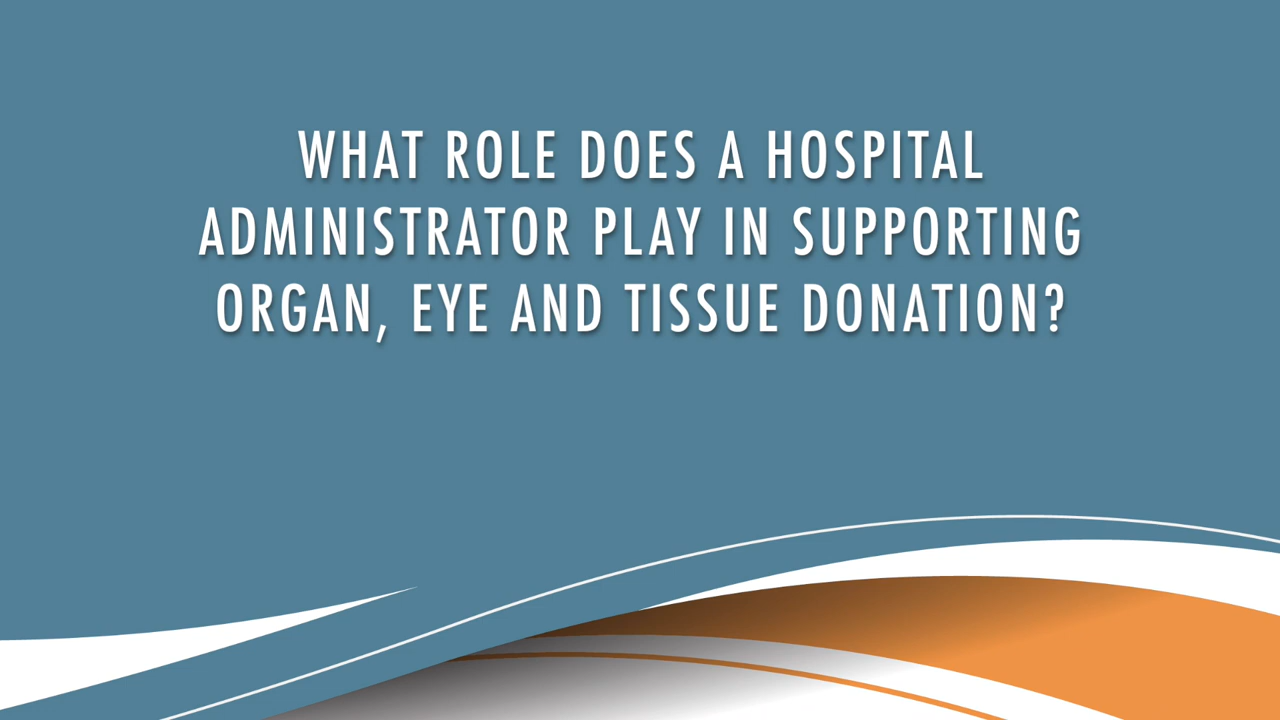 WHAT ROLE DOES A HOSPITAL
ADMINISTRATOR PLAY IN SUPPORTING
ORGAN, EYE AND TISSUE DONATION?